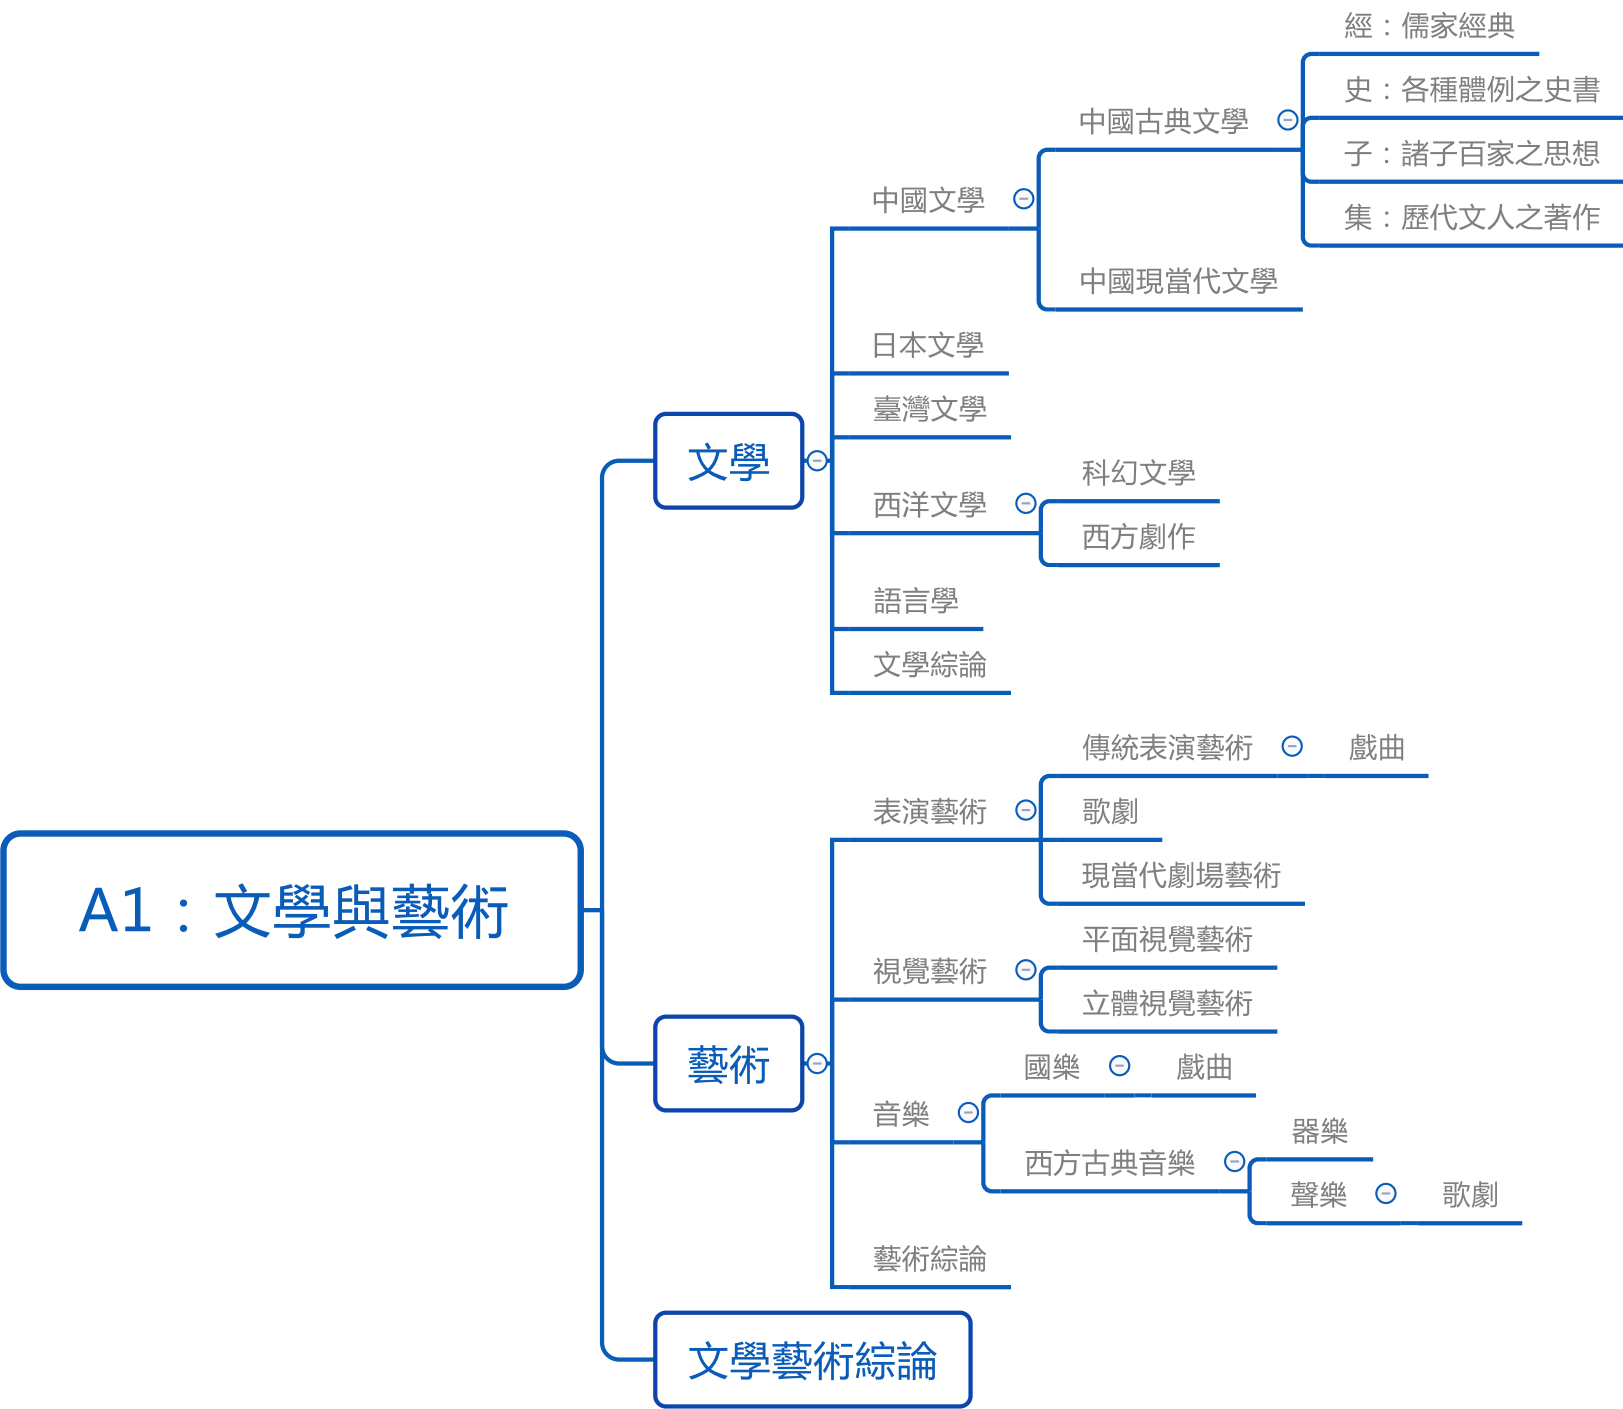 經：儒家經典
史：各種體例之史書
中國古典文學
子：諸子百家之思想
中國文學
集：歷代文人之著作
中國現當代文學
日本文學
臺灣文學
文學
科幻文學
西洋文學
西方劇作
語言學
文學綜論
傳統表演藝術
戲曲
表演藝術
歌劇
現當代劇場藝術
A1：文學與藝術
平面視覺藝術
視覺藝術
立體視覺藝術
藝術
國樂
戲曲
音樂
器樂
西方古典音樂
聲樂
歌劇
藝術綜論
文學藝術綜論